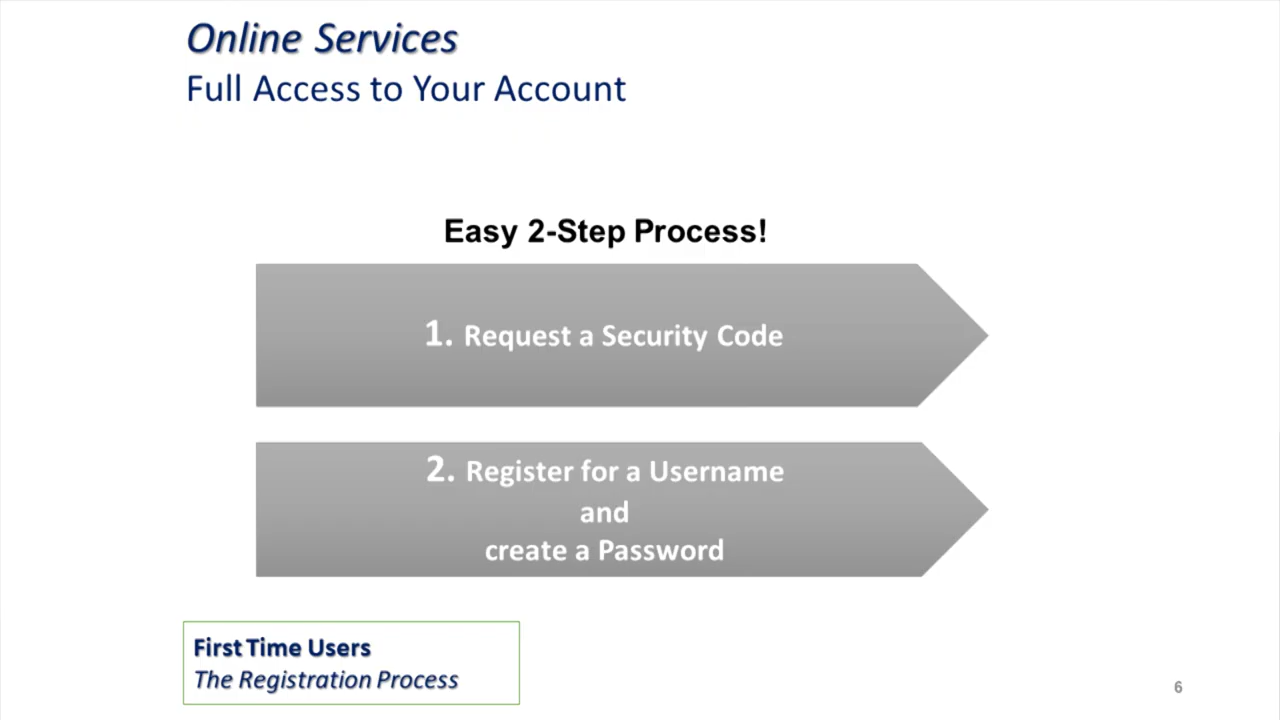 Online Services
Full Access to Your Account
Easy 2-Step Process!
1. Request a Security Code
2. Register for a Username
and
create a Password
First Time Users
The Registration Process
6